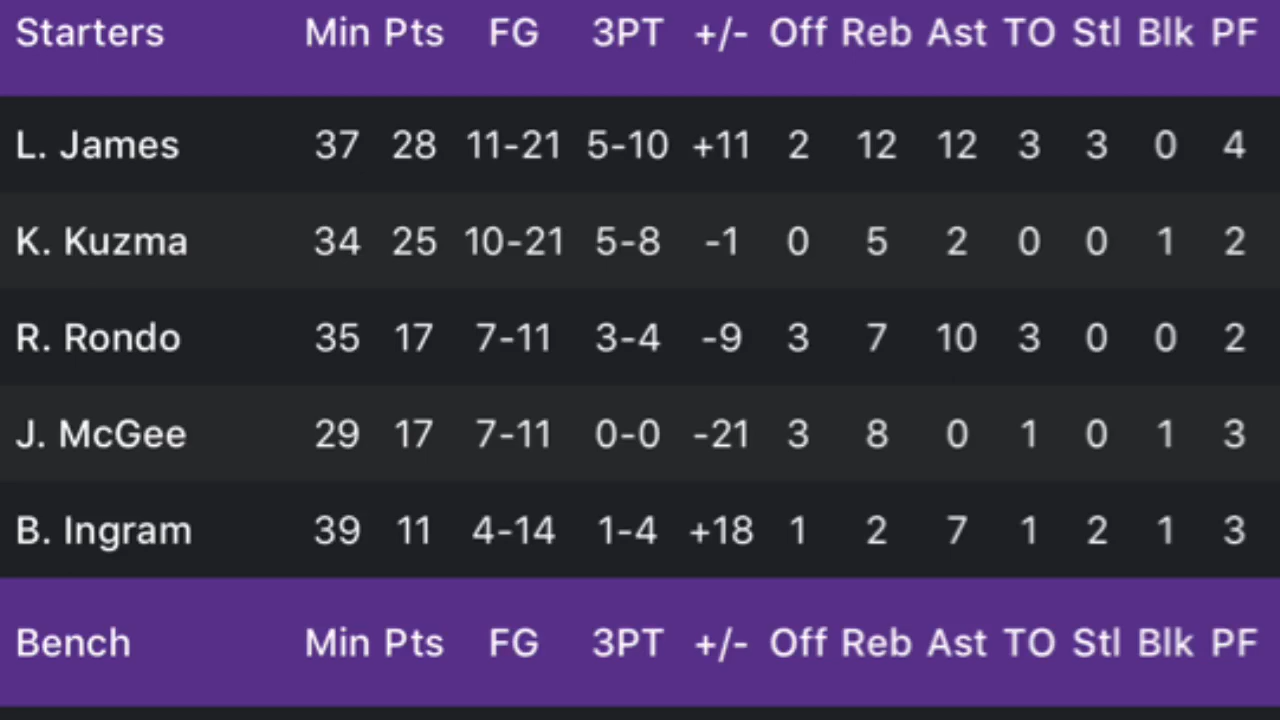 Starters Min Pts FG 3PT +/- Off Reb Ast TO Stl Blk PF
L. James 37 28 11-21 5-10 +11 2 12 12 3 3 0 4
K. Kuzma 34 25 10-21 5-8 -1 0 5 2 0 0 1 2
R. Rondo 35 17 7-11 3-4 -9 3 7 10 3 0 0 2
J. McGee 29 17 7-11 0-0 -21 3 8 0 1 0 1 3
B. Ingram 39 11 4-14 1-4 +18 1 2 7 1 2 1 3
Bench Min Pts FG 3PT +/- Off Reb Ast TO Stl Blk PF